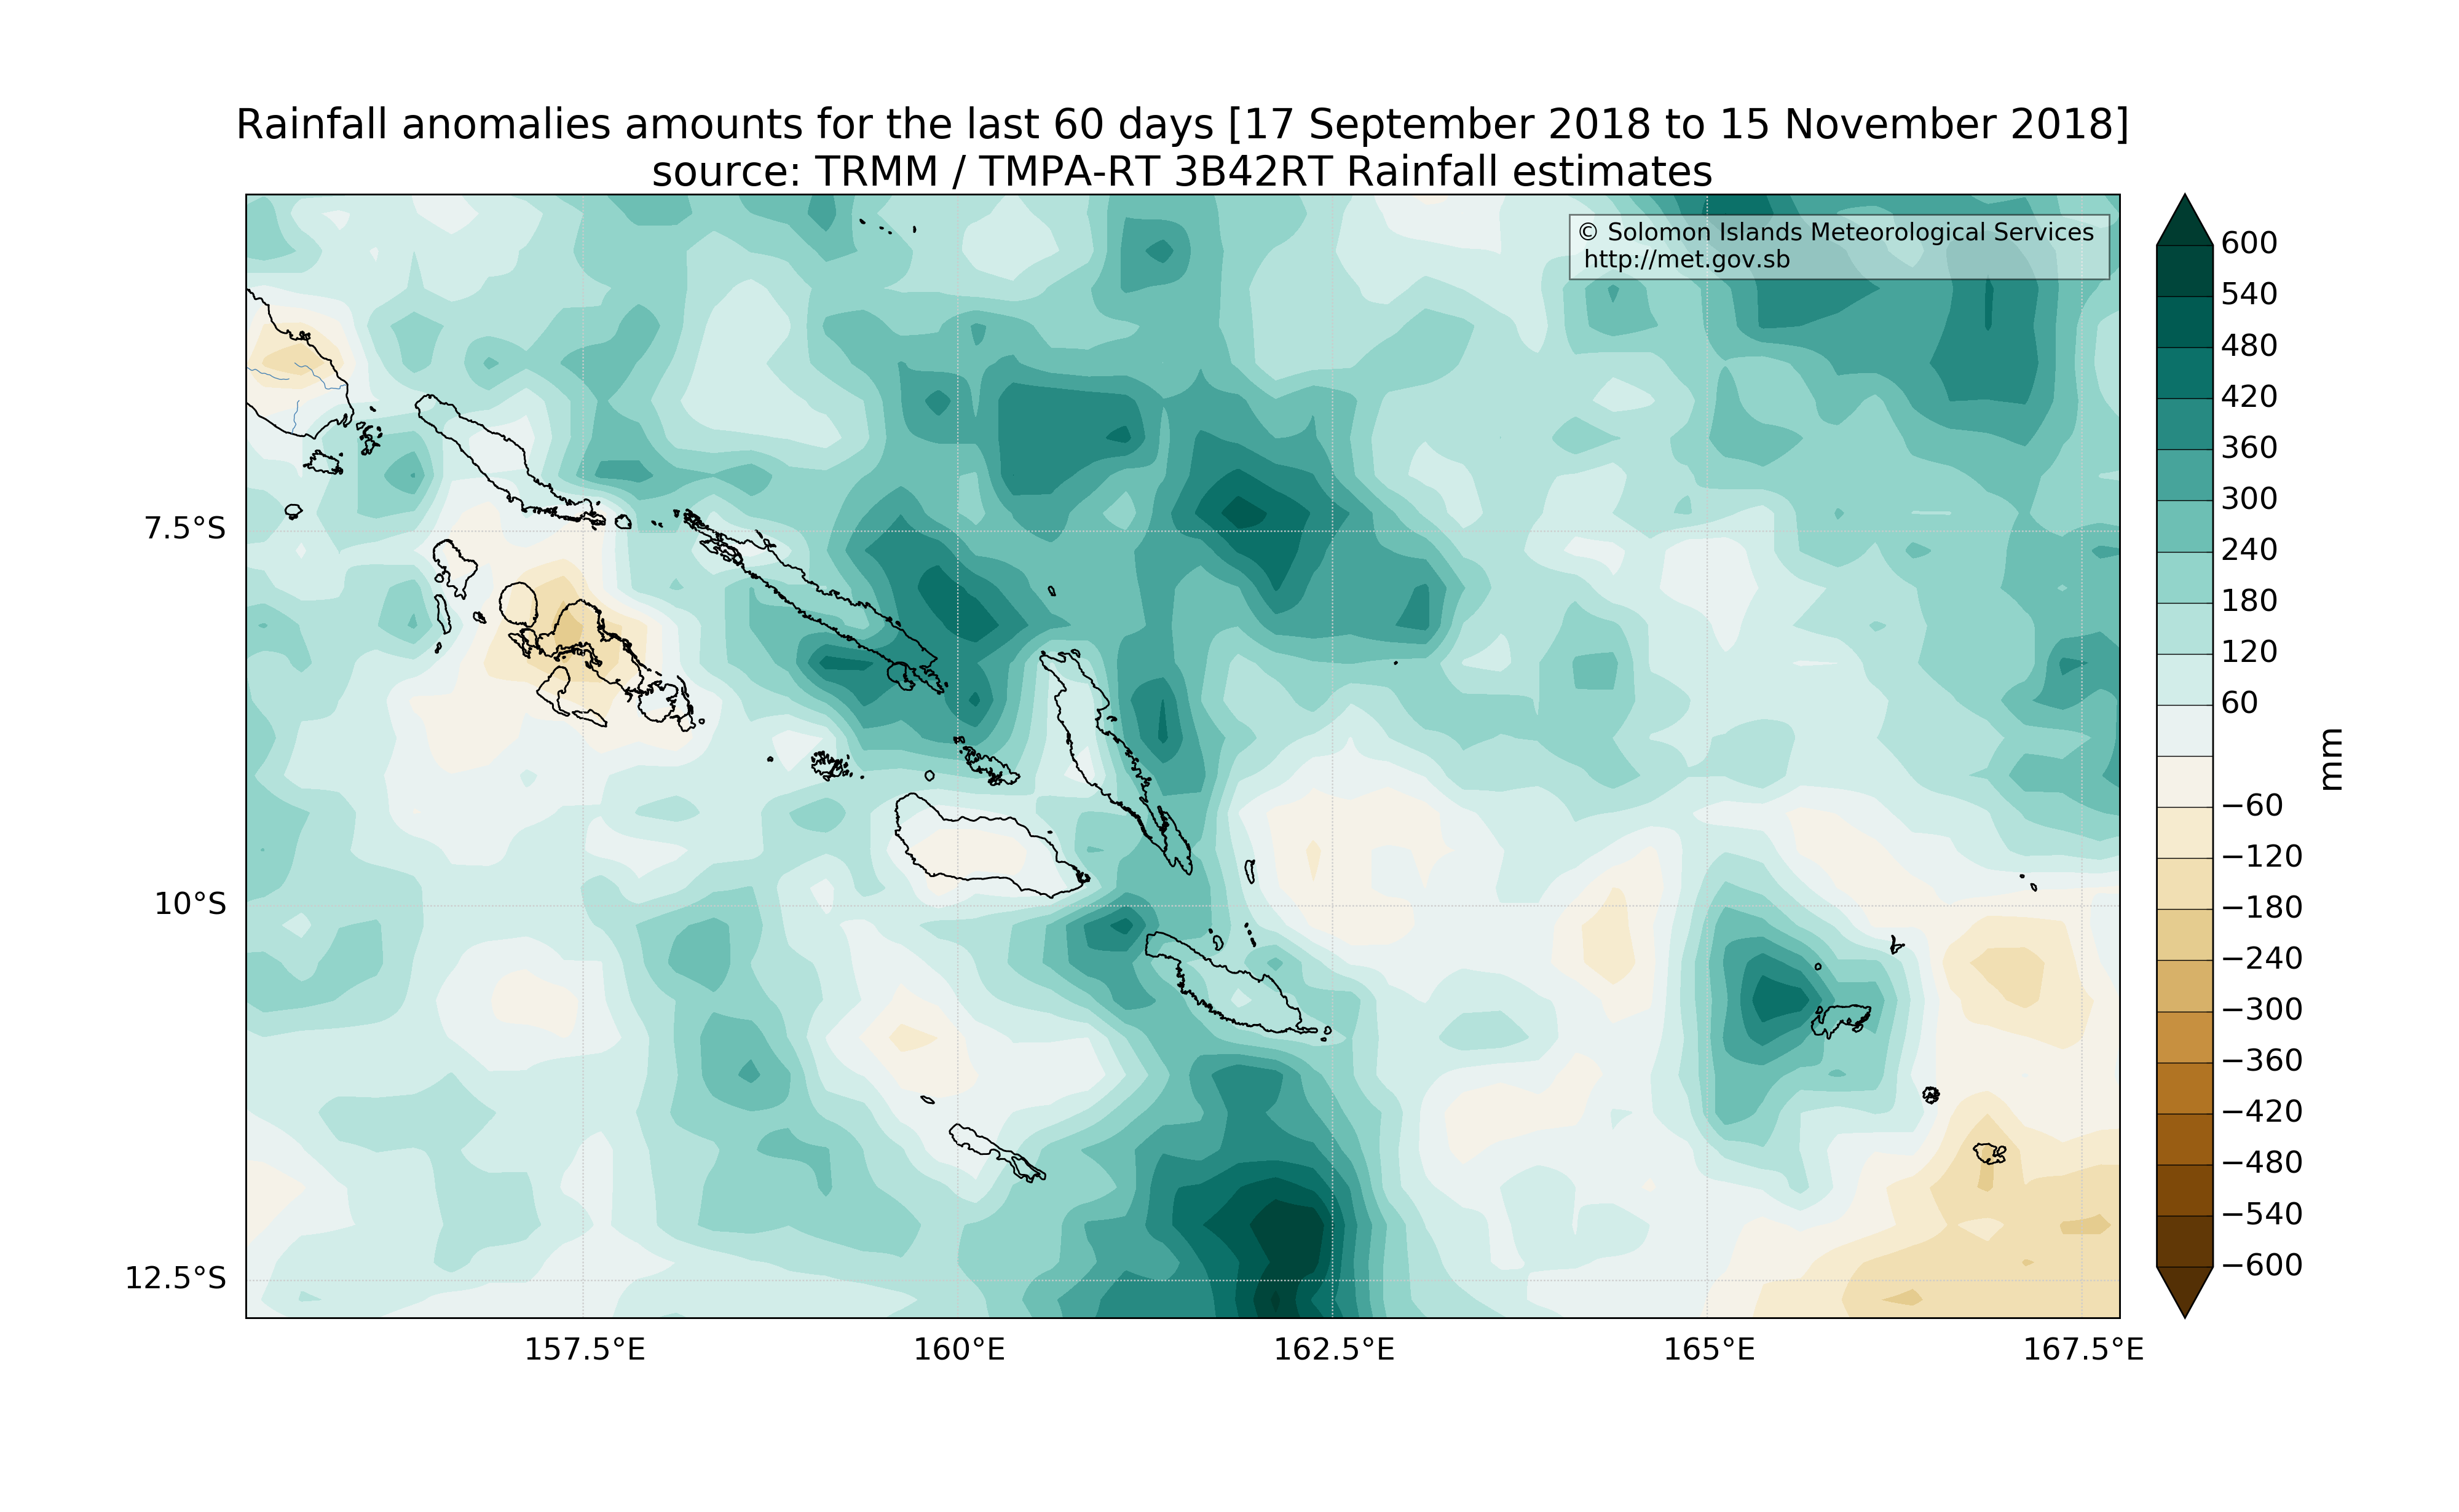 Rainfall anomalies amounts for the last 60 days [17 September 2018 to 15 November 2018]
source: TRMM / TMPA-RT 3B42RT Rainfall estimates
© Solomon Islands Meteorological Services
http://met.gov.sb
7.5°S
10°S
12.5°S
157.5°E
160°E
162.5°E
165°E
167.5°E
600
540
480
420
360
300
240
180
120
60
−60
−120
−180
−240
−300
−360
−420
−480
−540
−600
mm